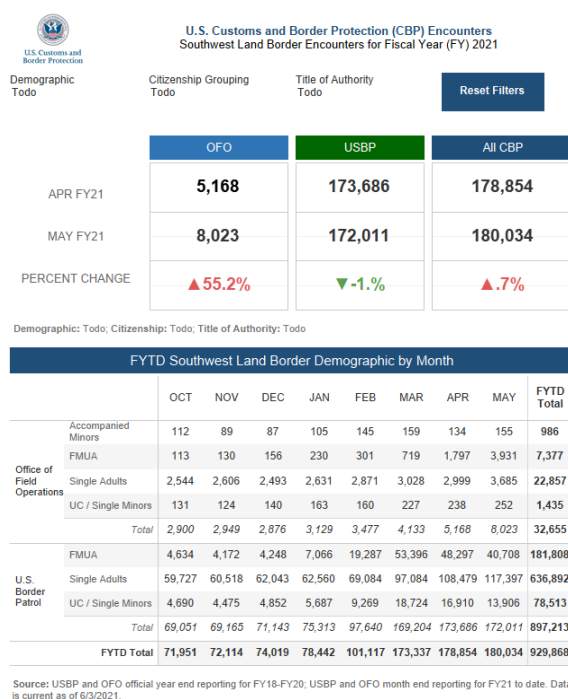 U.S. Customs and
Border Protection
U.S. Customs and Border Protection (CBP) Encounters
Southwest Land Border Encounters for Fiscal Year (FY) 2021
Demographic Citizenship Grouping Title of Authority
Todo Todo Todo
Reset Filters
OFO USBP All CBP
APR FY21 5,168 173,686 178,854
MAY FY21 8,023 172,011 180,034
PERCENT CHANGE ▲55.2% ▼-1.% ▲.7%
Demographic: Todo; Citizenship: Todo; Title of Authority: Todo
FYTD Southwest Land Border Demographic by Month
OCT NOV DEC JAN FEB MAR APR MAY FYTD Total
Office of Field Operations
Accompanied Minors 112 89 87 105 145 159 134 155 986
FMUA 113 130 156 230 301 719 1,797 3,931 7,377
Single Adults 2,544 2,606 2,493 2,631 2,871 3,028 2,999 3,685 22,857
UC / Single Minors 131 124 140 163 160 227 238 252 1,435
Total 2,900 2,949 2,876 3,129 3,477 4,133 5,168 8,023 32,655
U.S. Border Patrol
FMUA 4,634 4,172 4,248 7,066 19,287 53,396 48,297 40,708 181,808
Single Adults 59,727 60,518 62,043 62,560 69,084 97,084 108,479 117,397 636,892
UC / Single Minors 4,690 4,475 4,852 5,687 9,269 18,724 16,910 13,906 78,513
Total 69,051 69,165 71,143 75,313 97,640 169,204 173,686 172,011 897,213
FYTD Total 71,951 72,114 74,019 78,442 101,117 173,337 178,854 180,034 929,868
Source: USBP and OFO official year end reporting for FY18-FY20; USBP and OFO month end reporting for FY21 to date. Data
is current as of 6/3/2021.